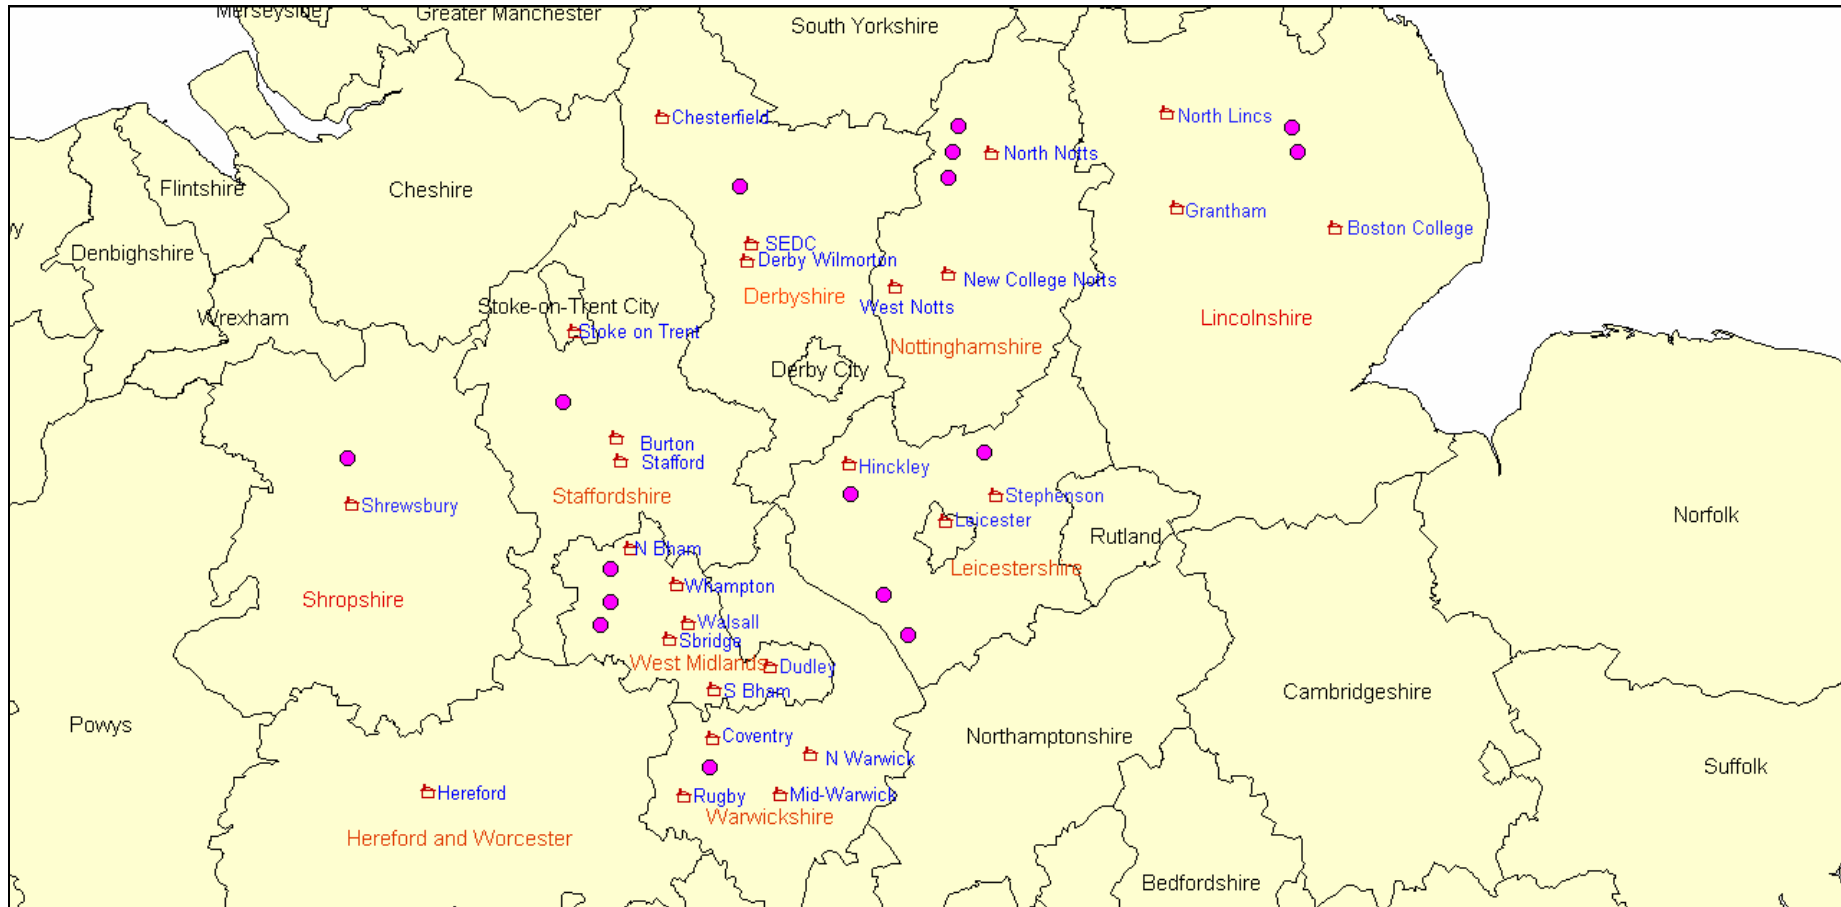 Merseyside
Greater Manchester
South Yorkshire
Chesterfield
North Lincs
North Notts
Flintshire
Cheshire
Grantham
Boston College
Denbighshire
SEDC
Derby Wilmorton
New College Notts
Derbyshire
West Notts
Stoke-on-Trent City
Wrexham
Lincolnshire
Stoke on Trent
Nottinghamshire
Derby City
Burton
Stafford
Hinckley
Staffordshire
Stephenson
Shrewsbury
Norfolk
Leicester
Rutland
N Bham
Leicestershire
Whampton
Shropshire
Walsall
Sbridge
West Midlands
Dudley
S Bham
Cambridgeshire
Powys
Coventry
Northamptonshire
N Warwick
Suffolk
Hereford
Rugby
Mid-Warwick
Warwickshire
Hereford and Worcester
Bedfordshire